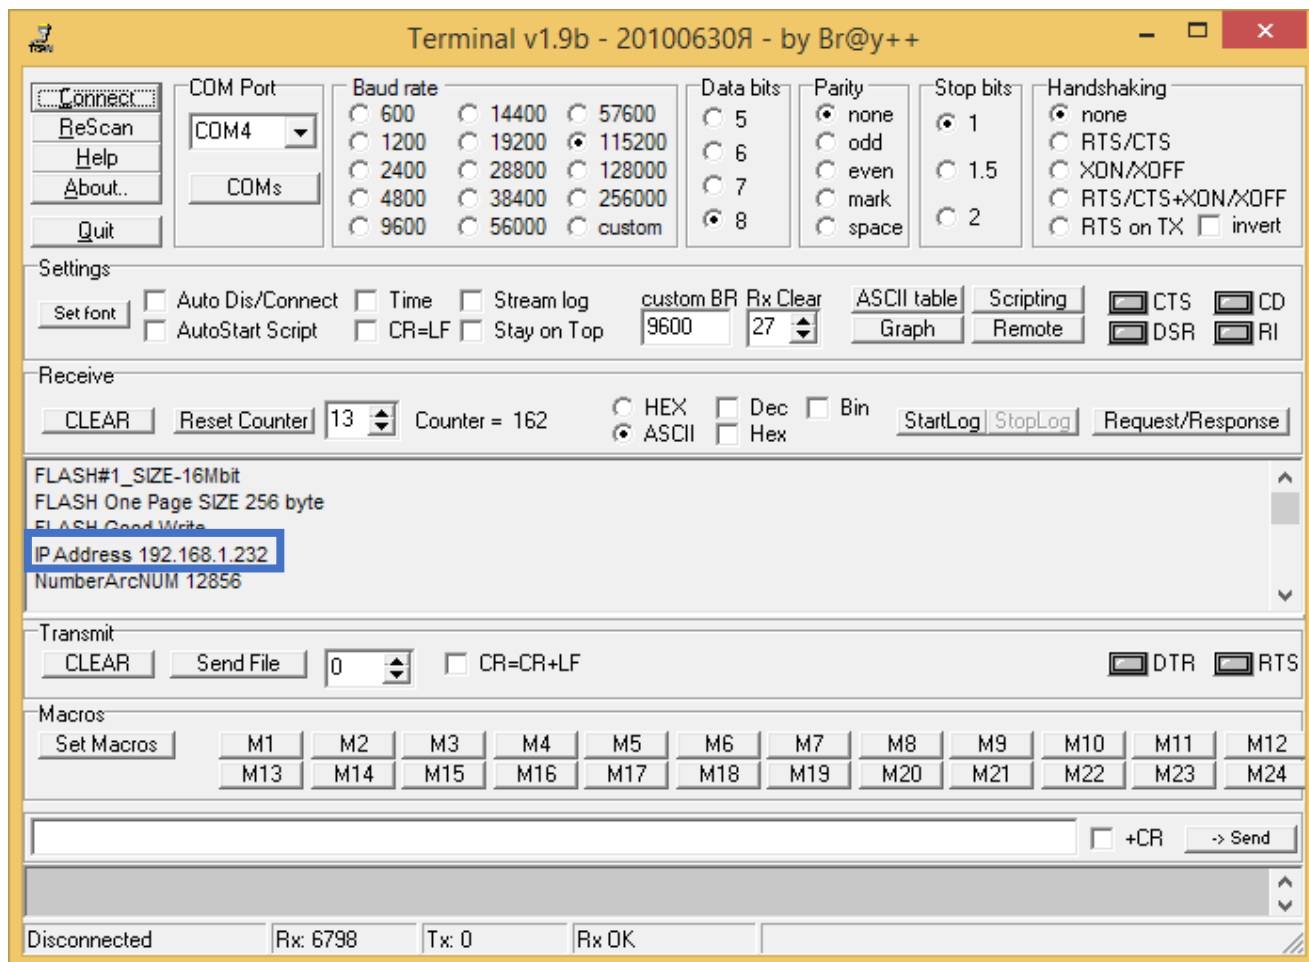 Terminal v1.9b - 20100630Я - by Br@y++
Connect
ReScan
Help
About..
Quit
COM Port
COM4
COMs
Baud rate
600 14400 57600
1200 19200 115200
2400 28800 128000
4800 38400 256000
9600 56000 custom
Data bits
5
6
7
8
Parity
none
odd
even
mark
space
Stop bits
1
1.5
2
Handshaking
none
RTS/CTS
XON/XOFF
RTS/CTS+XON/XOFF
RTS on TX invert
Settings
Set font
Auto Dis/Connect Time Stream log
AutoStart Script CR=LF Stay on Top
custom BR Rx Clear
9600 27
ASCII table Scripting
Graph Remote
CTS CD
DSR RI
Receive
CLEAR Reset Counter 13 Counter = 162
HEX Dec Bin
ASCII Hex
StartLog StopLog Request/Response
FLASH#1_SIZE-16Mbit
FLASH One Page SIZE 256 byte
FLASH Good Write
IP Address 192.168.1.232
NumberArcNUM 12856
Transmit
CLEAR Send File 0 CR=CR+LF DTR RTS
Macros
Set Macros M1 M2 M3 M4 M5 M6 M7 M8 M9 M10 M11 M12
M13 M14 M15 M16 M17 M18 M19 M20 M21 M22 M23 M24
+CR -> Send
Disconnected Rx: 6798 Tx: 0 Rx OK